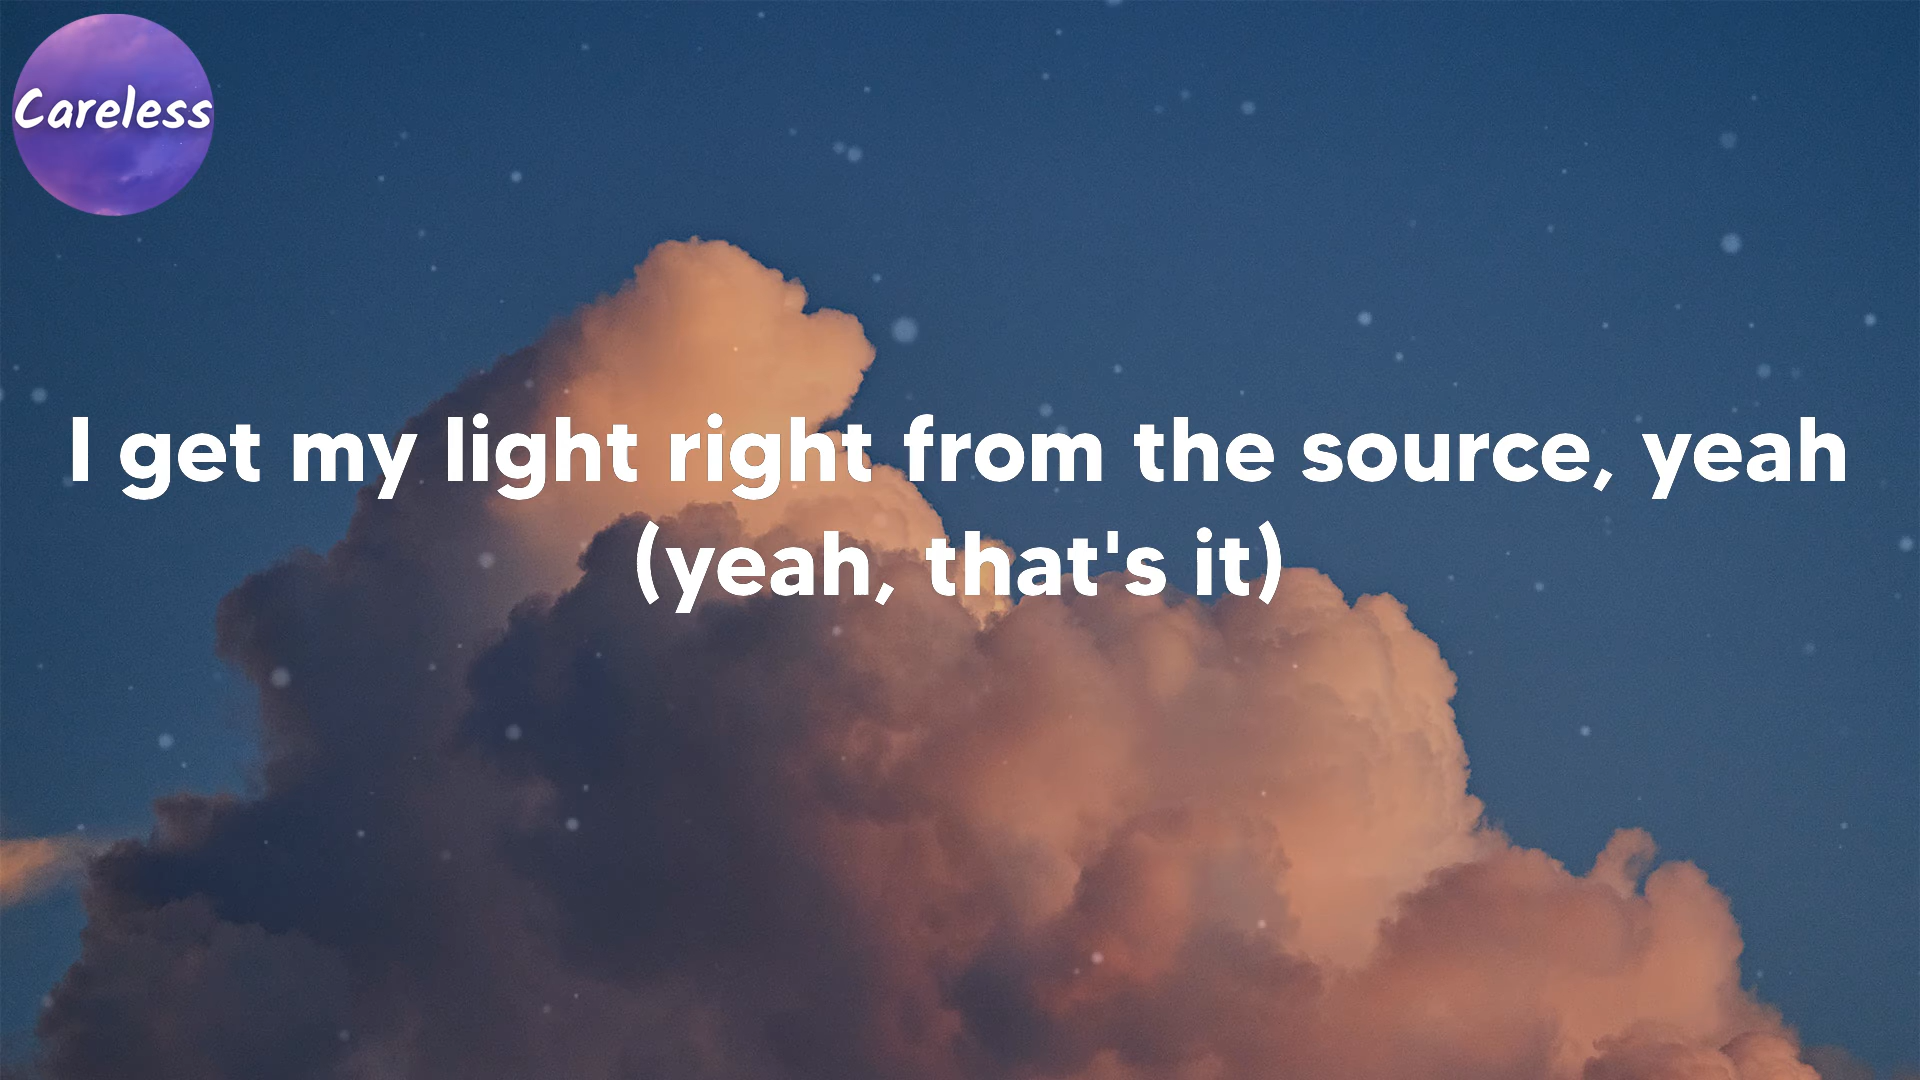 Careless
I get my light right from the source, yeah
(yeah, that's it)